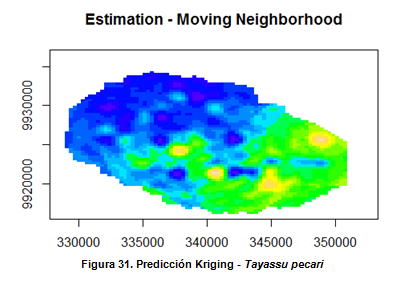 Estimation - Moving Neighborhood
9930000
9920000
330000 335000 340000 345000 350000
Figura 31. Predicción Kriging - Tayassu pecari